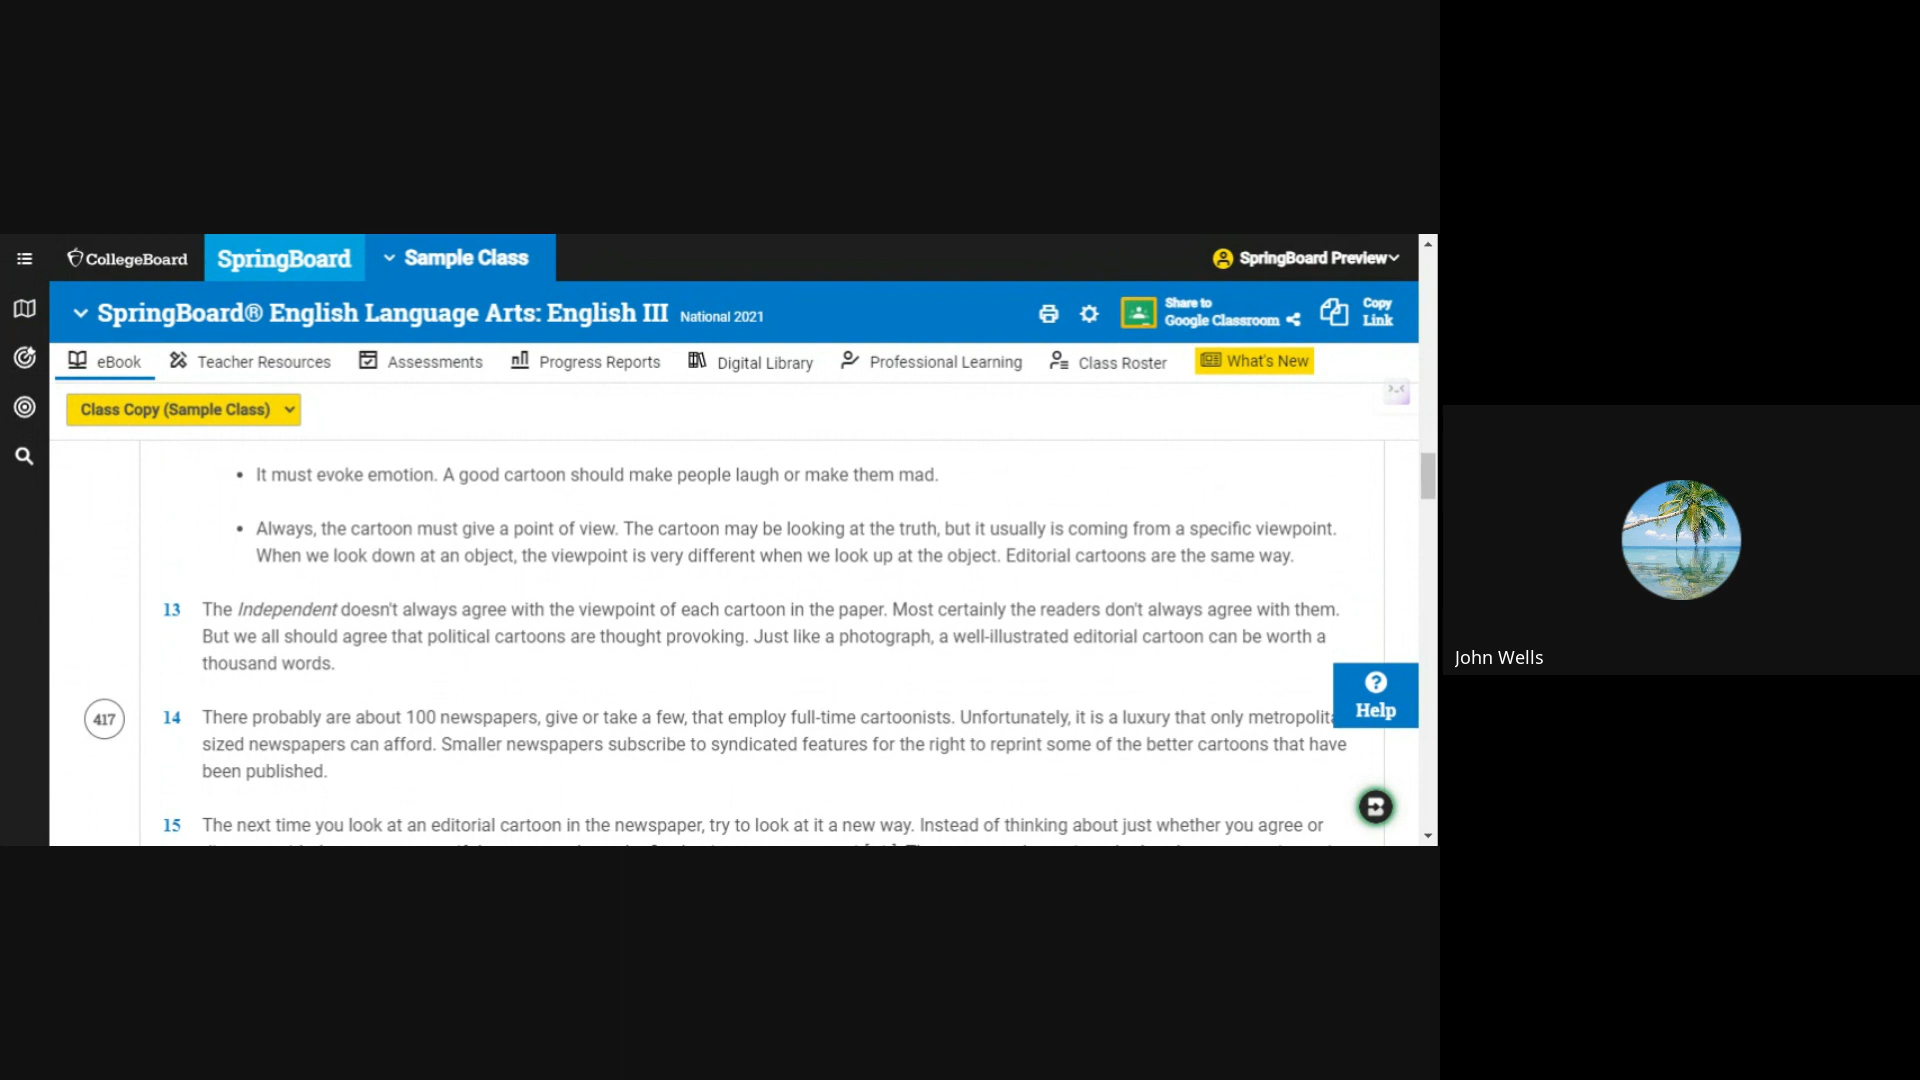 CollegeBoard
SpringBoard
Sample Class
SpringBoard Preview
SpringBoard® English Language Arts: English III National 2021
Share to
Google Classroom
Copy
Link
eBook
Teacher Resources
Assessments
Progress Reports
Digital Library
Professional Learning
Class Roster
What's New
Class Copy (Sample Class)
• It must evoke emotion. A good cartoon should make people laugh or make them mad.
• Always, the cartoon must give a point of view. The cartoon may be looking at the truth, but it usually is coming from a specific viewpoint.
When we look down at an object, the viewpoint is very different when we look up at the object. Editorial cartoons are the same way.
13 The Independent doesn't always agree with the viewpoint of each cartoon in the paper. Most certainly the readers don't always agree with them.
But we all should agree that political cartoons are thought provoking. Just like a photograph, a well-illustrated editorial cartoon can be worth a
thousand words.
Help
417
14 There probably are about 100 newspapers, give or take a few, that employ full-time cartoonists. Unfortunately, it is a luxury that only metropolit
sized newspapers can afford. Smaller newspapers subscribe to syndicated features for the right to reprint some of the better cartoons that have
been published.
15 The next time you look at an editorial cartoon in the newspaper, try to look at it a new way. Instead of thinking about just whether you agree or
John Wells